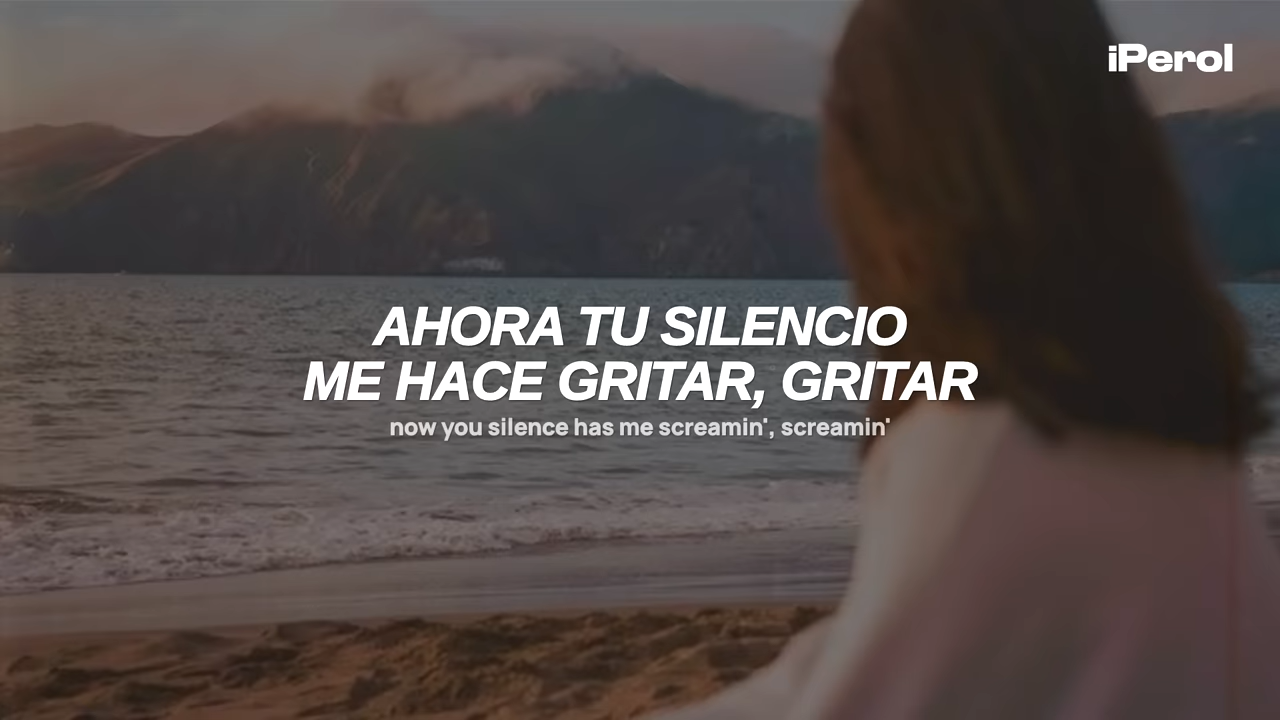 iPerol
AHORA TU SILENCIO
ME HACE GRITAR, GRITAR
now you silence has me screamin', screamin'